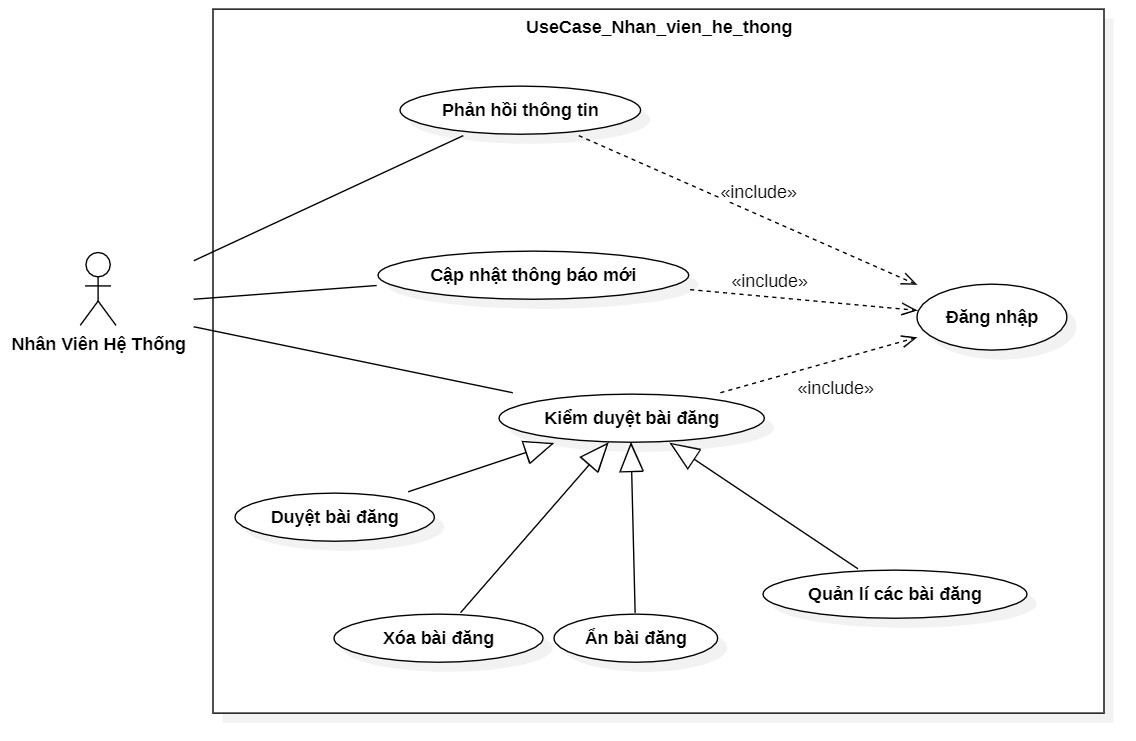 UseCase_Nhan_vien_he_thong
Phản hồi thông tin
«include»
Cập nhật thông báo mới
«include»
Đăng nhập
Nhân Viên Hệ Thống
«include»
Kiểm duyệt bài đăng
Duyệt bài đăng
Quản lí các bài đăng
Xóa bài đăng
Ẩn bài đăng